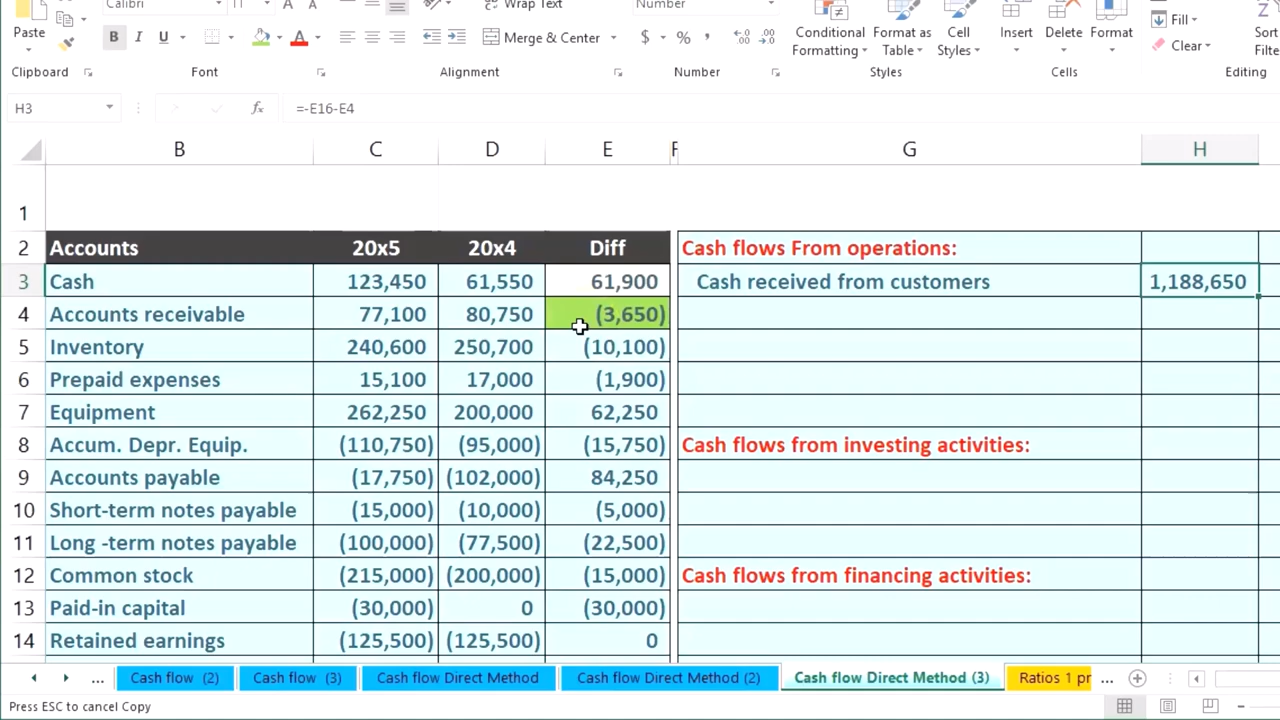 Calibri 11 A A Wrap Text Number
Paste B I U A Merge & Center $ % , Conditional Formatting Format as Table Cell Styles Insert Delete Format Fill Clear Sort
Clipboard Font Alignment Number Styles Cells Editing
H3 fx =-E16-E4
B C D E F G H
1
2 Accounts 20x5 20x4 Diff Cash flows From operations:
3 Cash 123,450 61,550 61,900 Cash received from customers 1,188,650
4 Accounts receivable 77,100 80,750 (3,650)
5 Inventory 240,600 250,700 (10,100)
6 Prepaid expenses 15,100 17,000 (1,900)
7 Equipment 262,250 200,000 62,250
8 Accum. Depr. Equip. (110,750) (95,000) (15,750) Cash flows from investing activities:
9 Accounts payable (17,750) (102,000) 84,250
10 Short-term notes payable (15,000) (10,000) (5,000)
11 Long -term notes payable (100,000) (77,500) (22,500)
12 Common stock (215,000) (200,000) (15,000) Cash flows from financing activities:
13 Paid-in capital (30,000) 0 (30,000)
14 Retained earnings (125,500) (125,500) 0
... Cash flow (2) Cash flow (3) Cash flow Direct Method Cash flow Direct Method (2) Cash flow Direct Method (3) Ratios 1 pr ...
Press ESC to cancel Copy